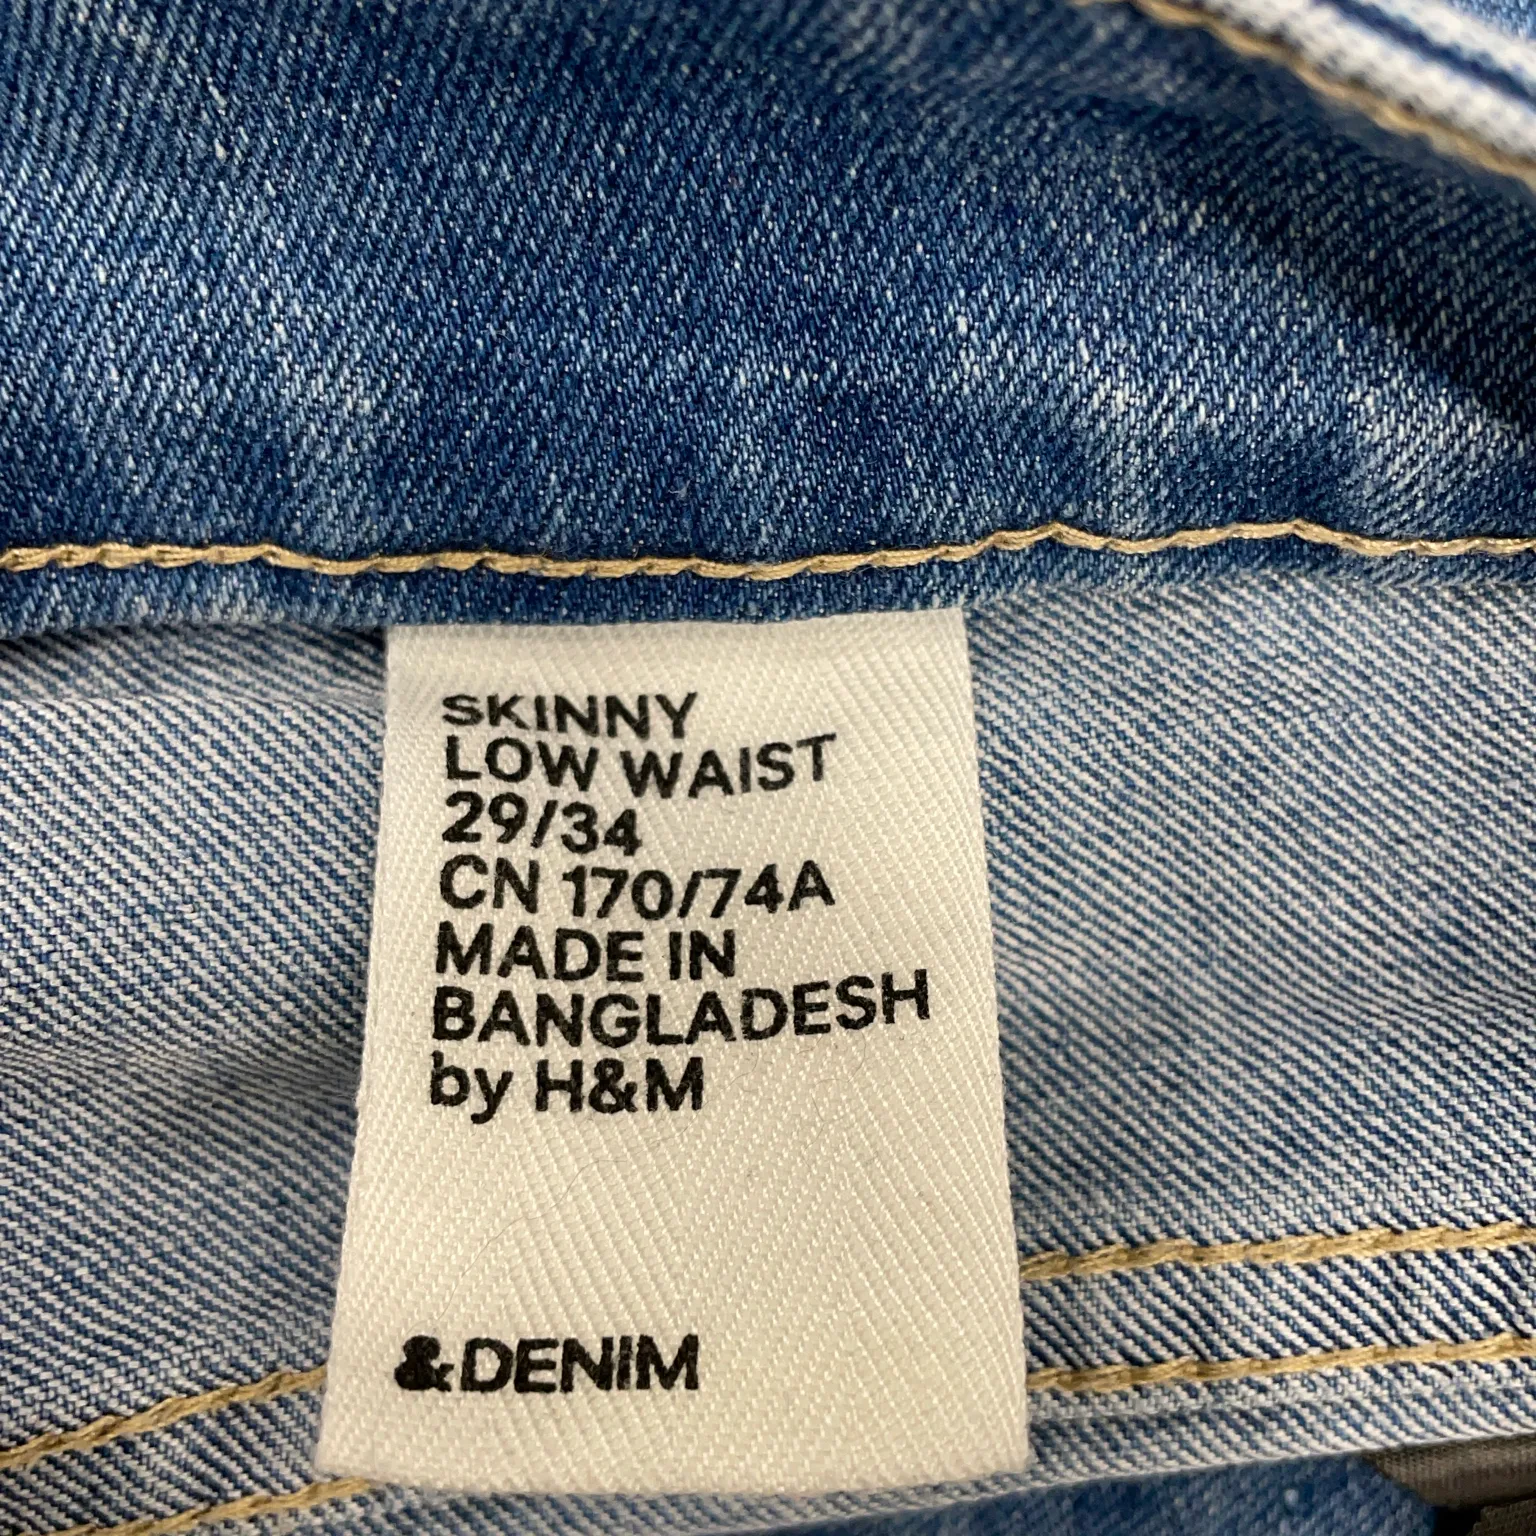 SKINNY
LOW WAIST
29/34
CN 170/74A
MADE IN
BANGLADESH
by H&M
&DENIM